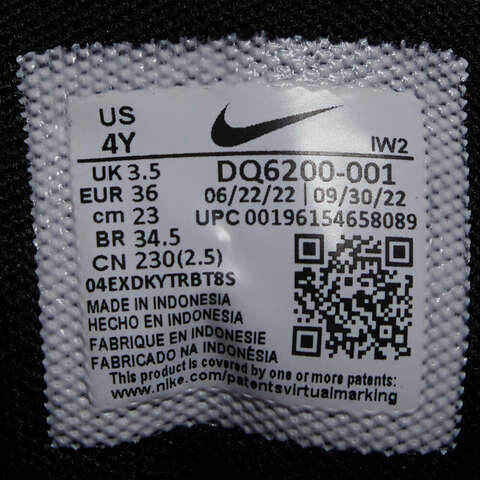 US
4Y
IW2
UK 3.5
EUR 36
cm 23
BR 34.5
CN 230(2.5)
DQ6200-001
06/22/22 | 09/30/22
UPC 00196154658089
04EXDKYTRBT8S
MADE IN INDONESIA
HECHO EN INDONESIA
FABRIQUE EN INDONESIE
FABRICADO NA INDONÉSIA
This product is covered by one or more patents:
www.nike.com/patentsvirtualmarking